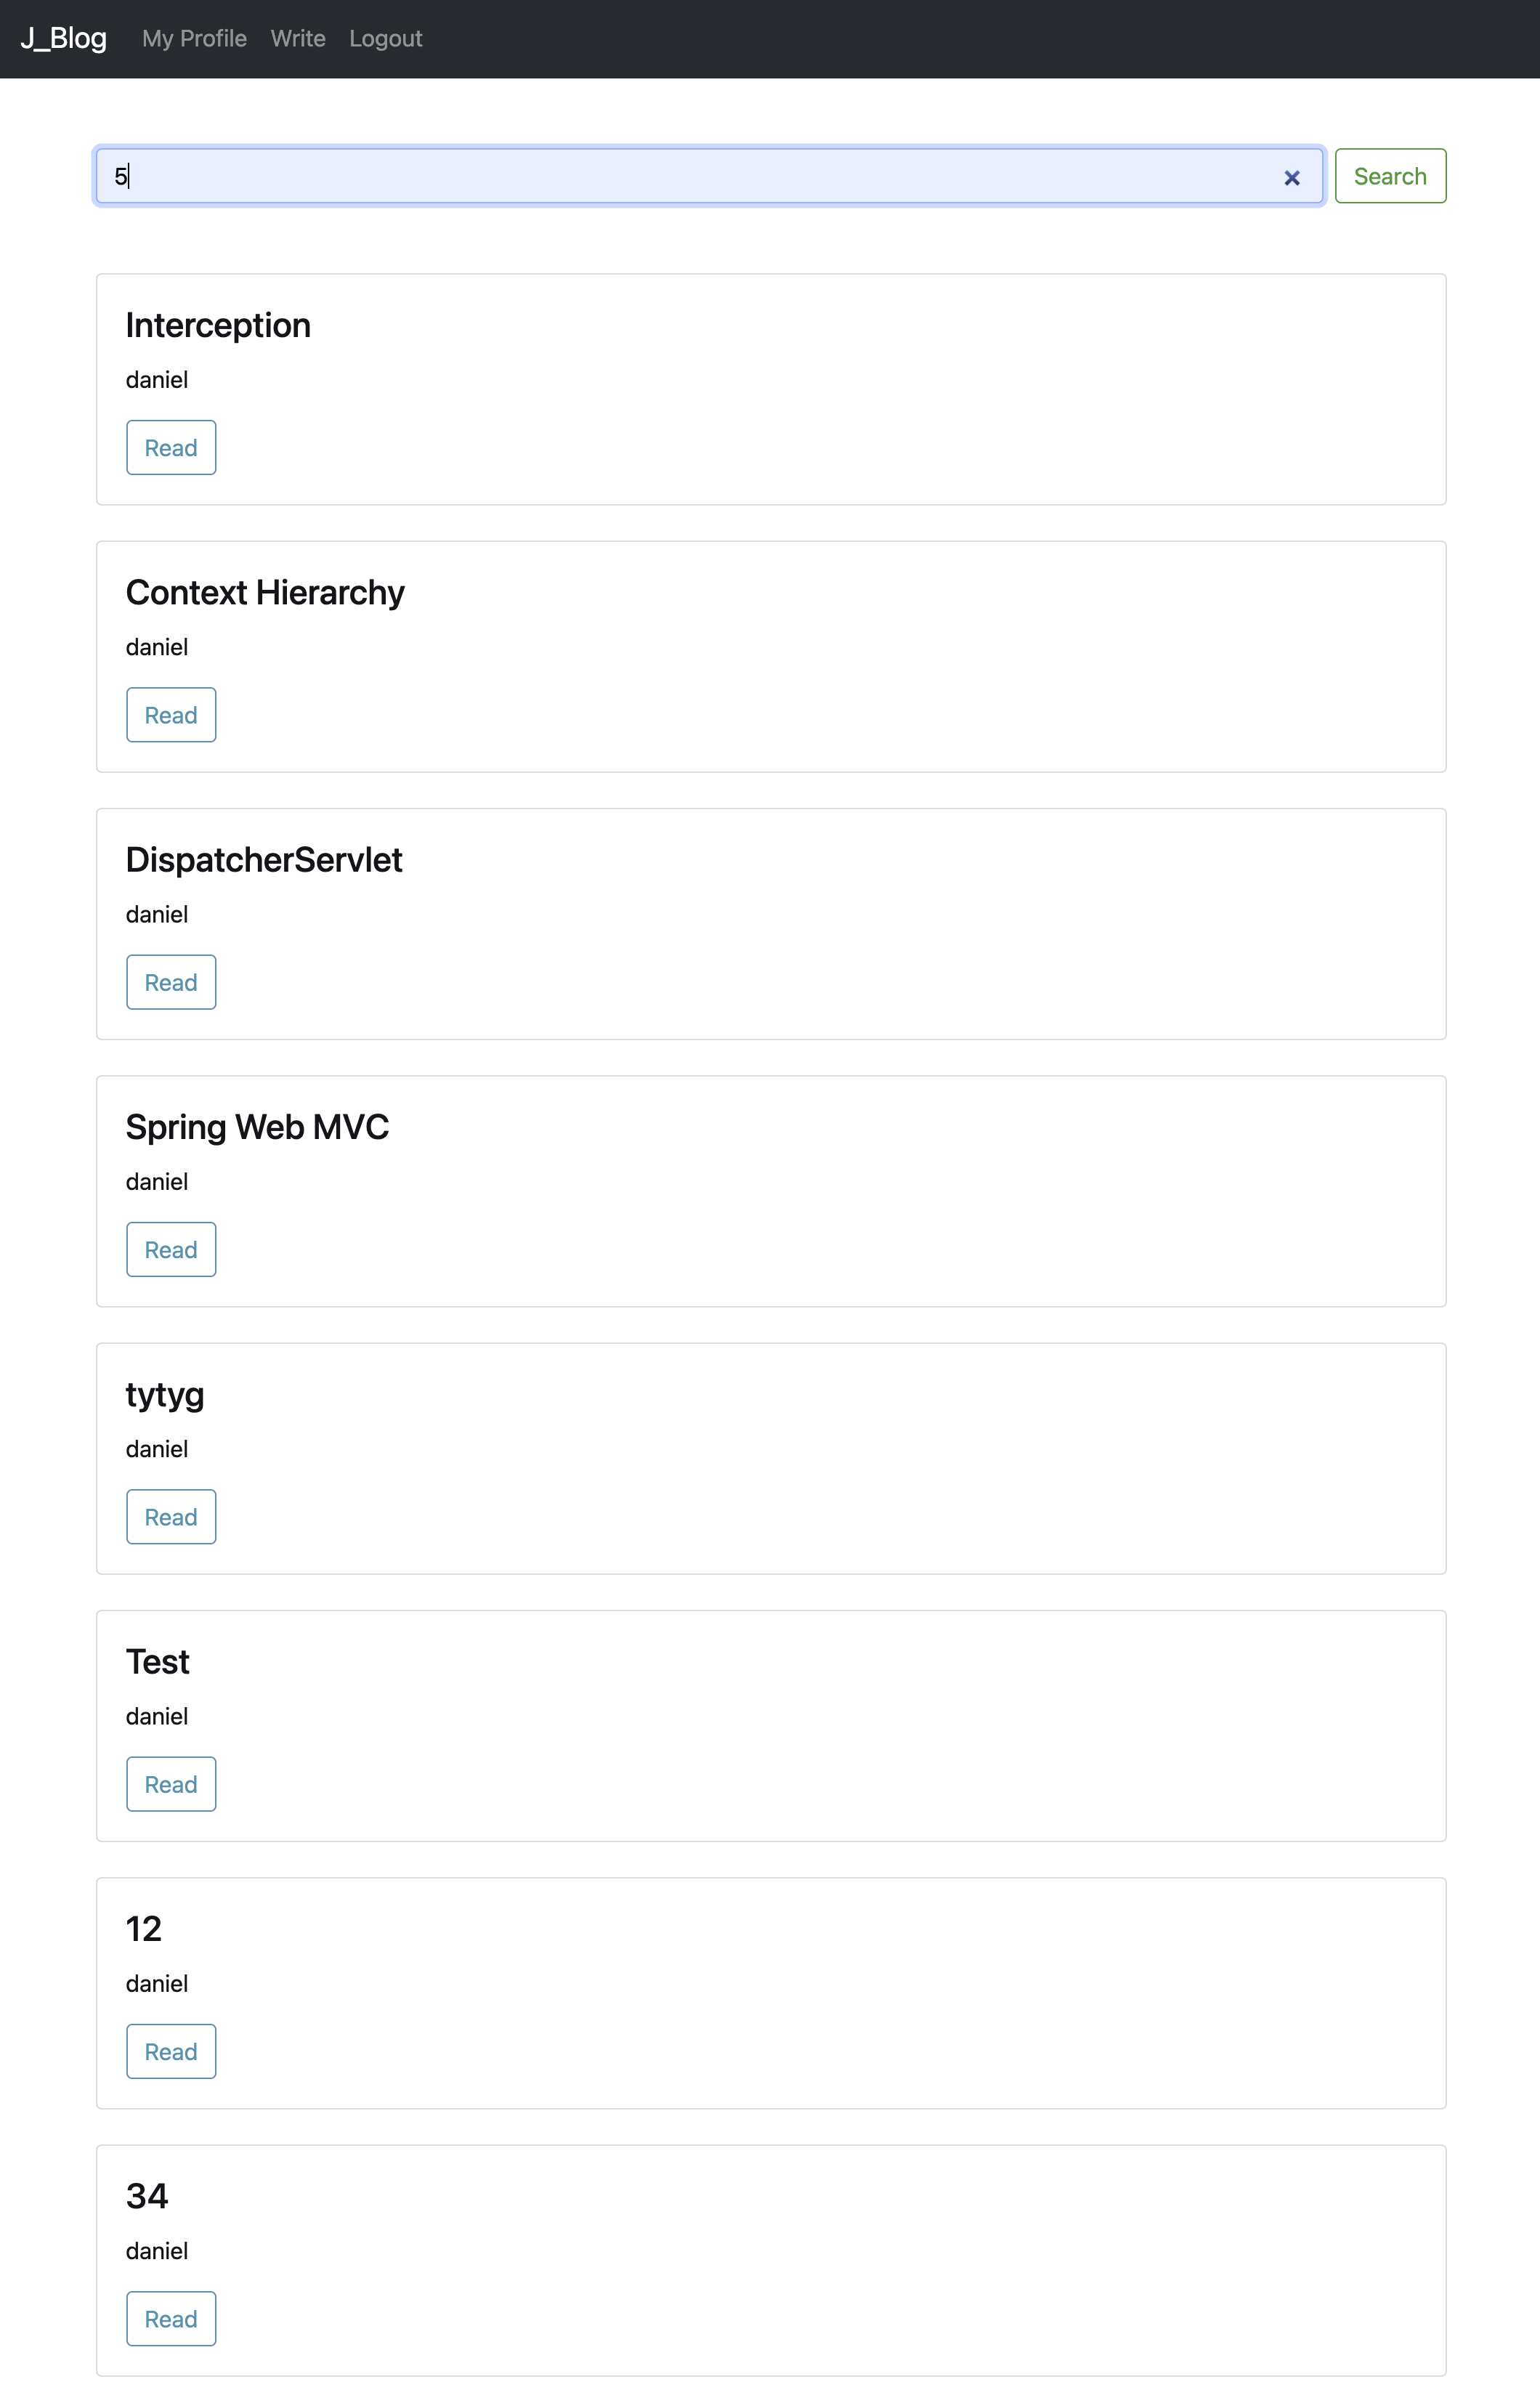 J_Blog My Profile Write Logout
5 Search
Interception
daniel
Read
Context Hierarchy
daniel
Read
DispatcherServlet
daniel
Read
Spring Web MVC
daniel
Read
tytyg
daniel
Read
Test
daniel
Read
12
daniel
Read
34
daniel
Read